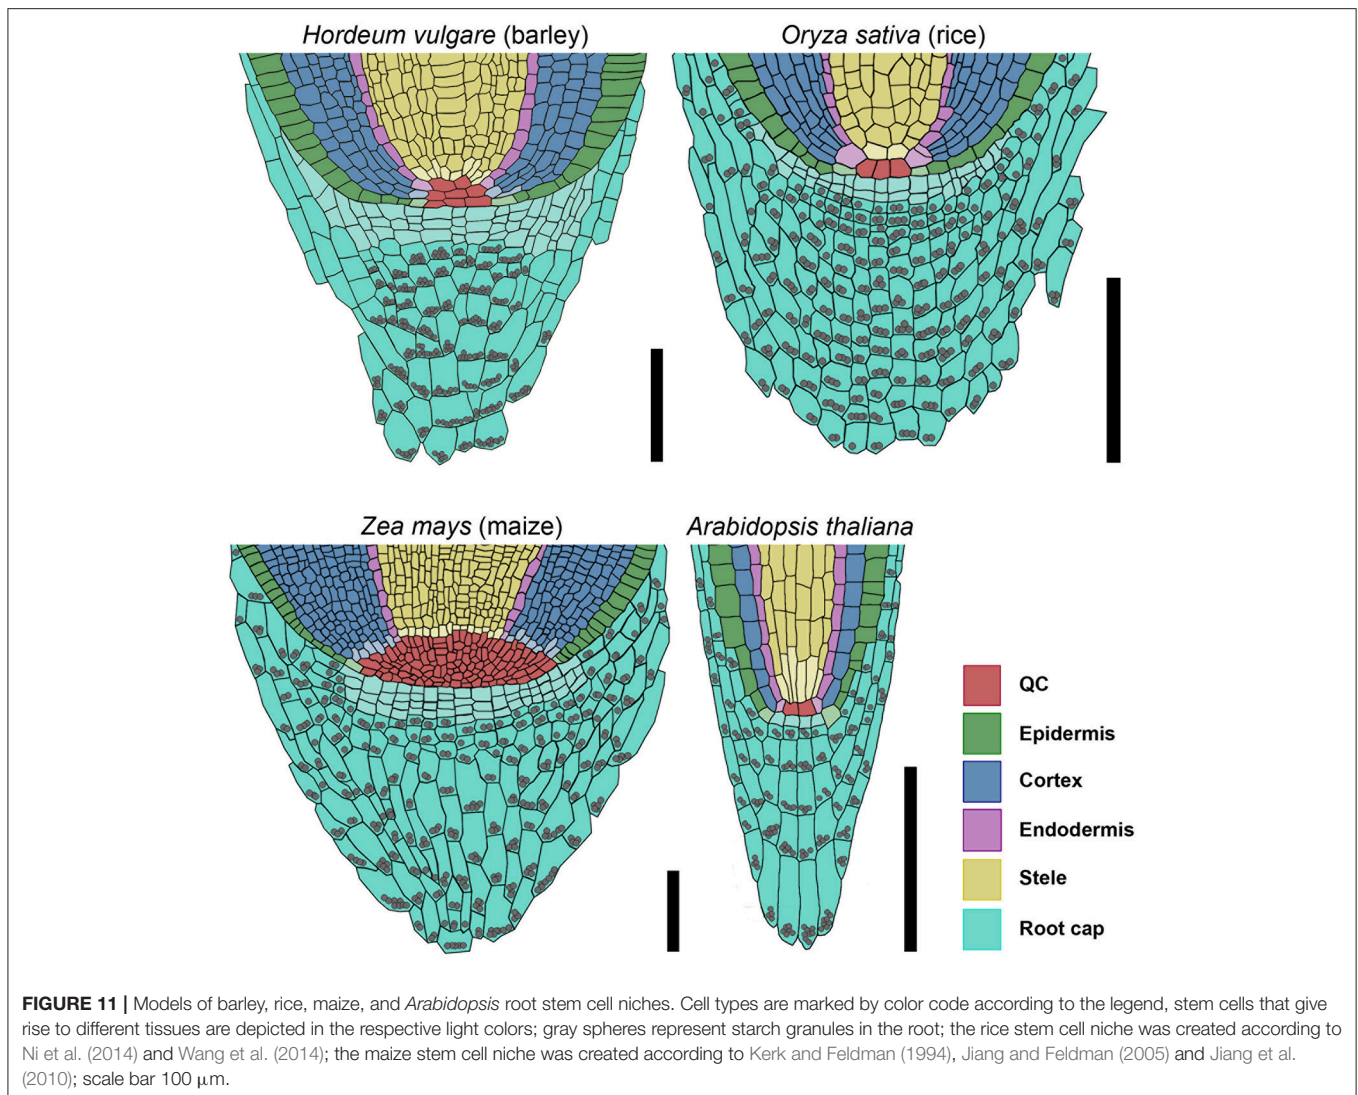 Hordeum vulgare (barley)
Oryza sativa (rice)
Zea mays (maize)
Arabidopsis thaliana
QC
Epidermis
Cortex
Endodermis
Stele
Root cap
FIGURE 11 | Models of barley, rice, maize, and Arabidopsis root stem cell niches. Cell types are marked by color code according to the legend, stem cells that give
rise to different tissues are depicted in the respective light colors; gray spheres represent starch granules in the root; the rice stem cell niche was created according to
Ni et al. (2014) and Wang et al. (2014); the maize stem cell niche was created according to Kerk and Feldman (1994), Jiang and Feldman (2005) and Jiang et al.
(2010); scale bar 100 μm.